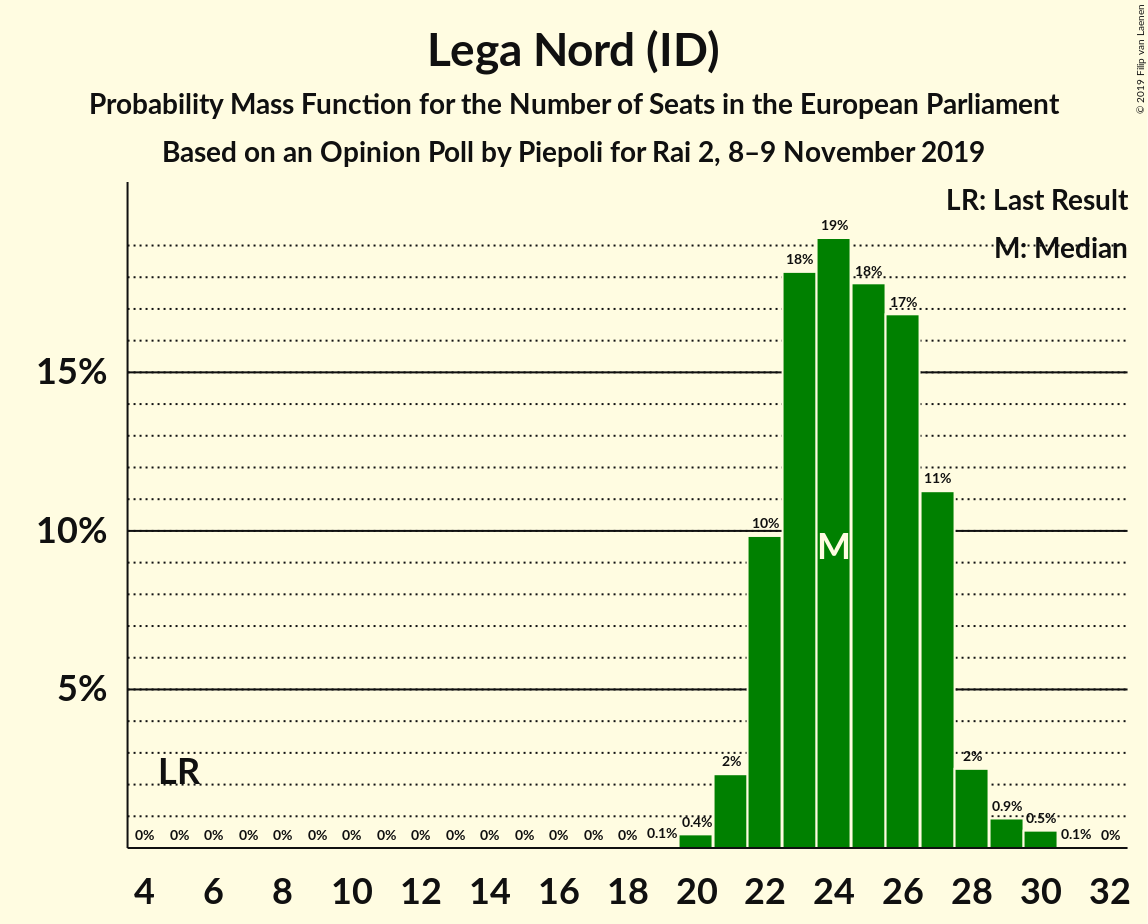 Lega Nord (ID)
Probability Mass Function for the Number of Seats in the European Parliament
Based on an Opinion Poll by Piepoli for Rai 2, 8–9 November 2019
© 2019 Filip van Laenen
LR: Last Result
M: Median
15%
10%
5%
LR
M
0% 0% 0% 0% 0% 0% 0% 0% 0% 0% 0% 0% 0% 0% 0% 0.1% 0.4% 2% 10% 18% 19% 18% 17% 11% 2% 0.9% 0.5% 0.1% 0%
4 6 8 10 12 14 16 18 20 22 24 26 28 30 32